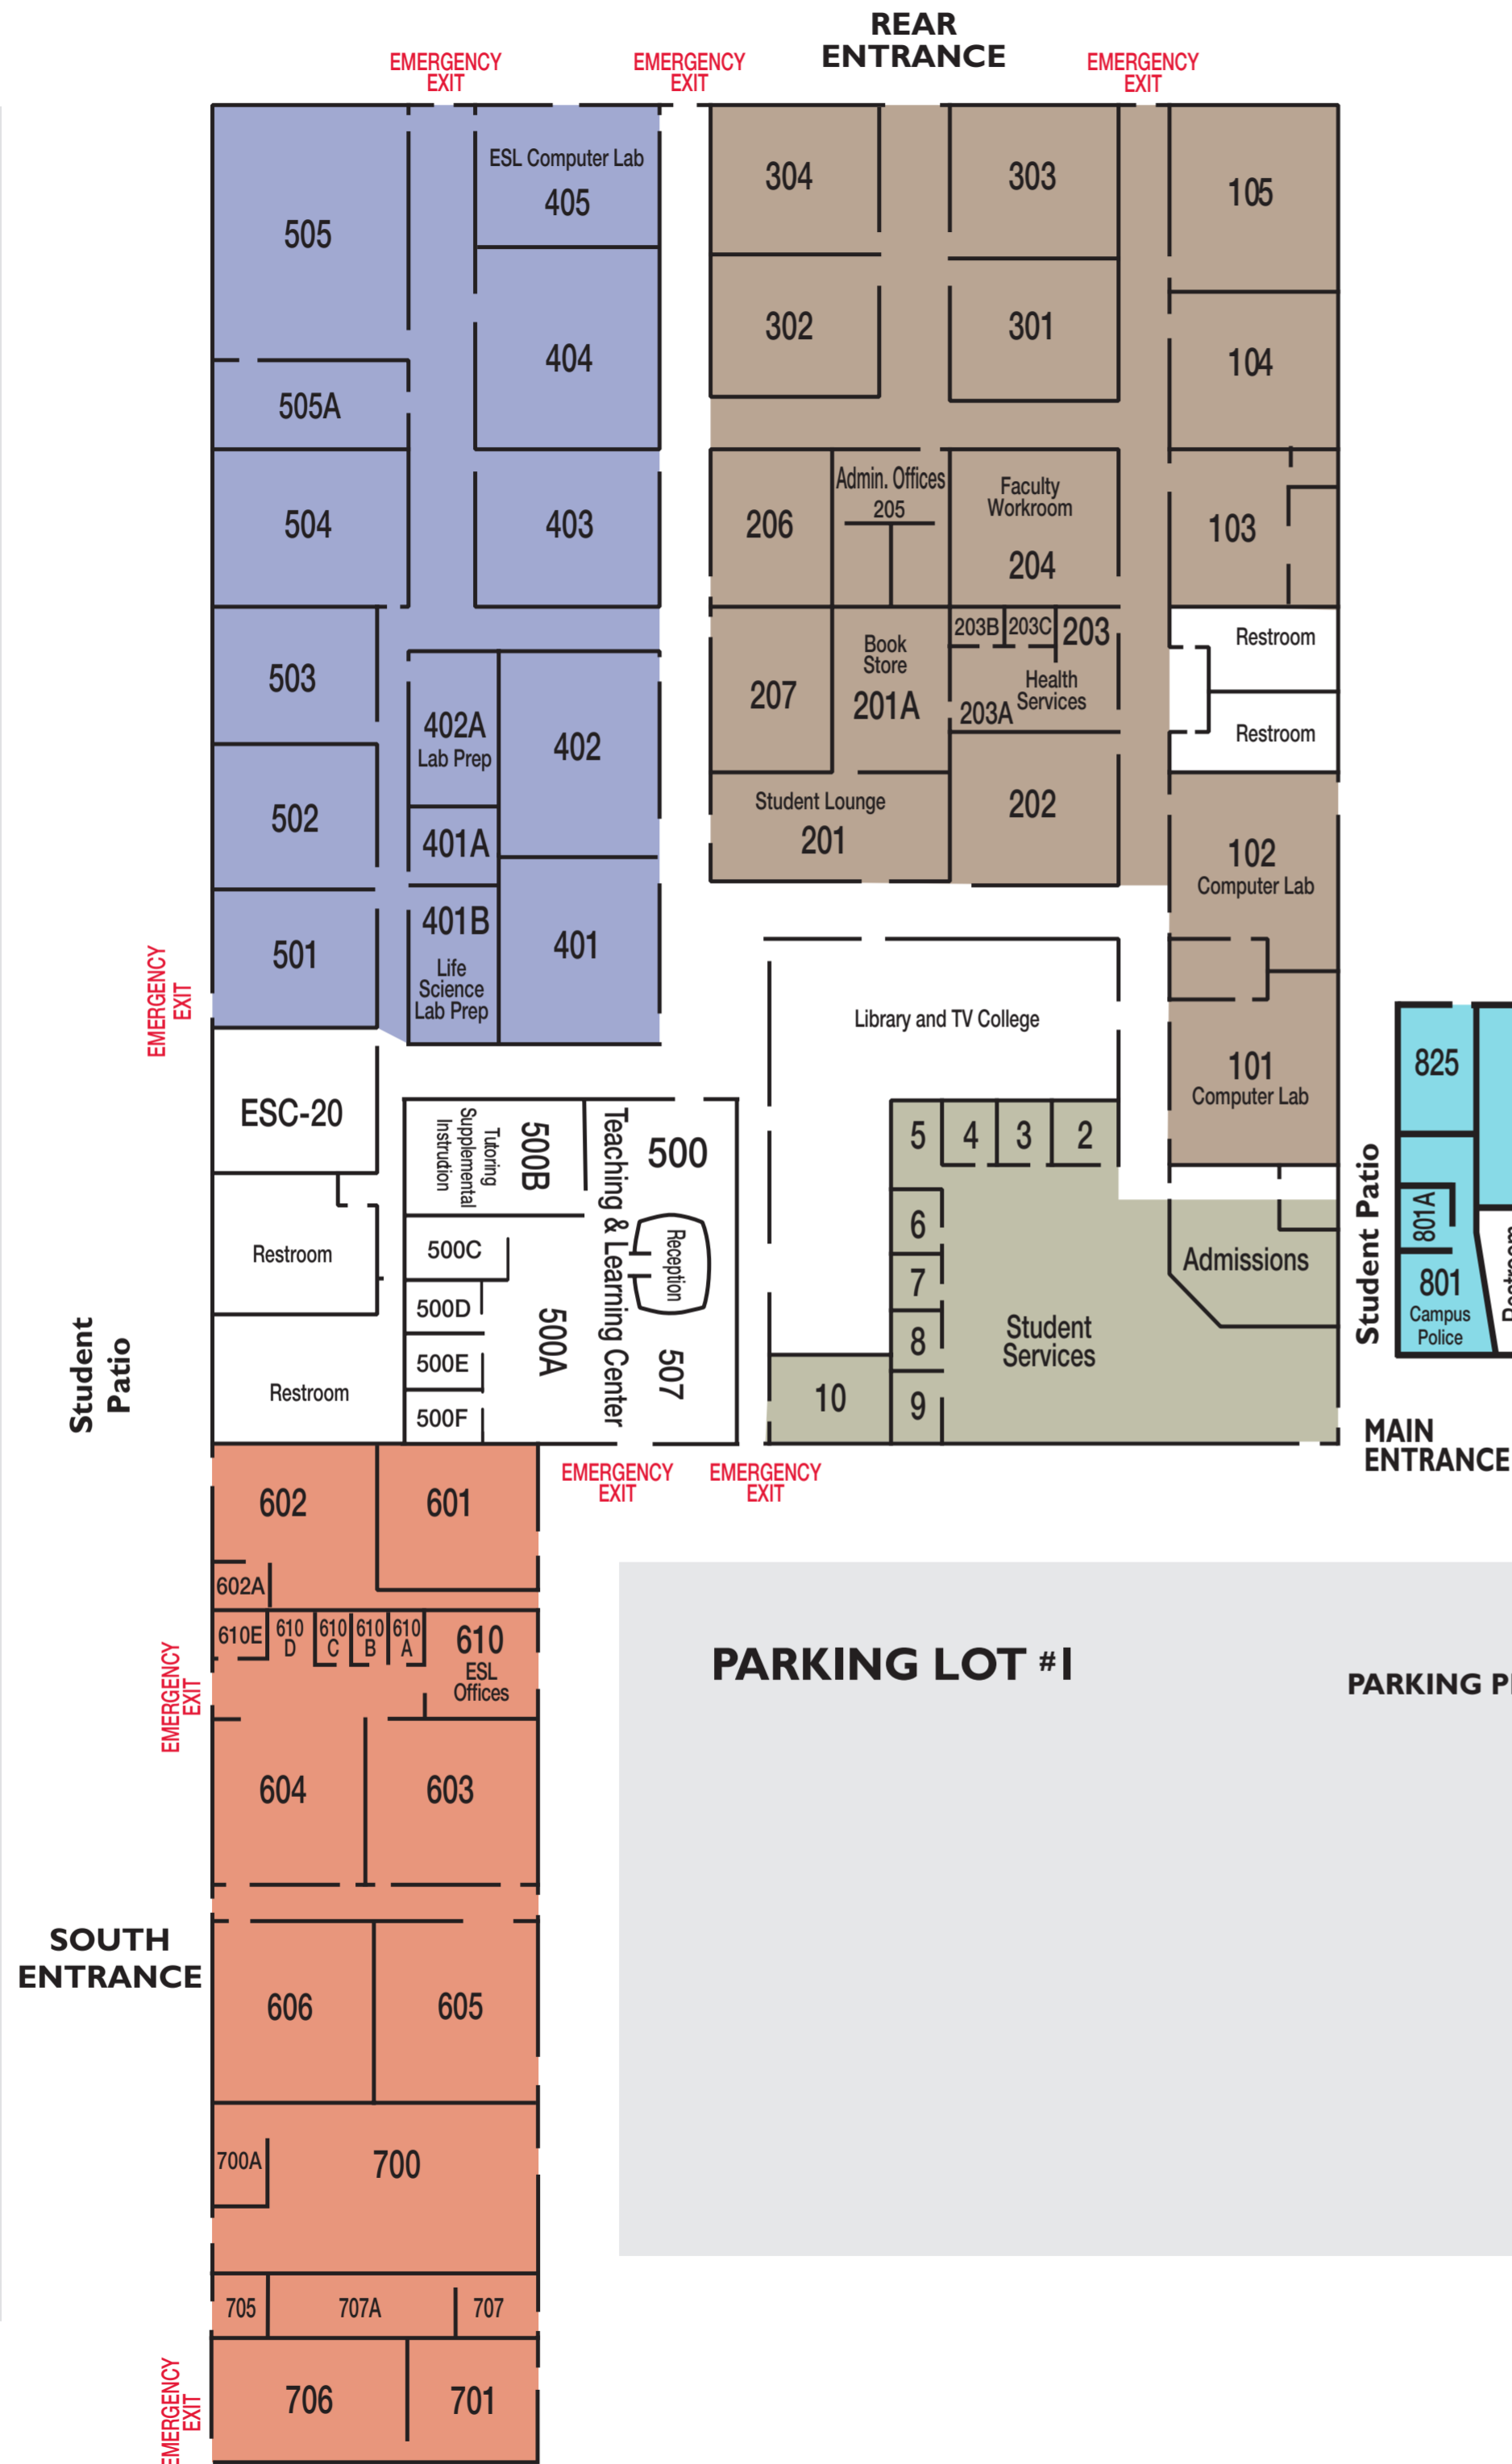 REAR
ENTRANCE
EMERGENCY
EXIT
EMERGENCY
EXIT
EMERGENCY
EXIT
505
ESL Computer Lab
405
404
505A
504
403
503
402A
Lab Prep
402
502
401A
401B
Life
Science
Lab Prep
401
501
EMERGENCY
EXIT
304
303
105
302
301
104
206
Admin. Offices
205
Faculty
Workroom
204
103
207
Book
Store
201A
203B
203C
203
Health
Services
203A
Restroom
Restroom
Student Lounge
201
202
102
Computer Lab
Library and TV College
101
Computer Lab
825
801A
801
Campus
Police
Student Patio
ESC-20
Restroom
Restroom
Student
Patio
Tutoring
Supplemental
Instrudion
500B
500
Teaching & Learning Center
Reception
500C
500D
500A
500E
500F
507
5
4
3
2
6
7
8
9
10
Student
Services
Admissions
MAIN
ENTRANCE
EMERGENCY
EXIT
EMERGENCY
EXIT
602
601
602A
610E
610
D
610
C
610
B
610
A
610
ESL
Offices
EMERGENCY
EXIT
604
603
PARKING LOT #1
PARKING
SOUTH
ENTRANCE
606
605
700A
700
705
707A
707
706
701
EMERGENCY
EXIT